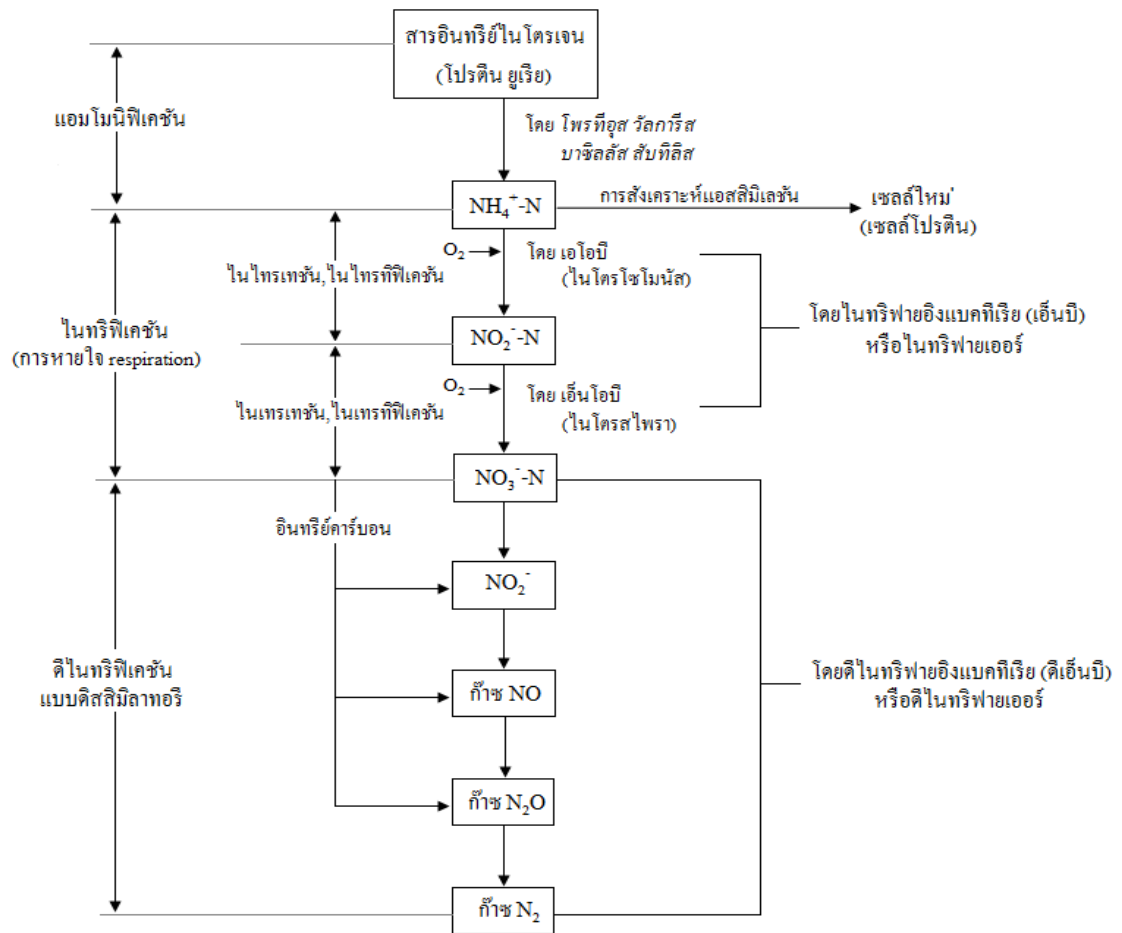 สารอินทรีย์ไนโตรเจน
(โปรตีน ยูเรีย)
แอมโมนิฟิเคชัน
โดย โพรทีอุส วัลการีส
บาซิลลัส สับทิลิส
NH₄⁺-N
การสังเคราะห์แอสสิมิเลชัน
เซลล์ใหม่
(เซลล์โปรตีน)
O₂
โดย เอโอบี
(ไนโตรโซโมนัส)
ไนไทรเทชัน,ไนไทรทิฟิเคชัน
ไนทริฟิเคชัน
(การหายใจ respiration)
NO₂⁻-N
โดยไนทริฟายอิงแบคทีเรีย (เอ็นบี)
หรือไนทริฟายเออร์
O₂
โดย เอ็นโอบี
(ไนโตรสไพรา)
ไนเทรเทชัน,ไนเทรทิฟิเคชัน
NO₃⁻-N
อินทรีย์คาร์บอน
NO₂⁻
ดีไนทริฟิเคชัน
แบบดิสสิมิลาทอรี
ก๊าซ NO
โดยดีไนทริฟายอิงแบคทีเรีย (ดีเอ็นบี)
หรือดีไนทริฟายเออร์
ก๊าซ N₂O
ก๊าซ N₂